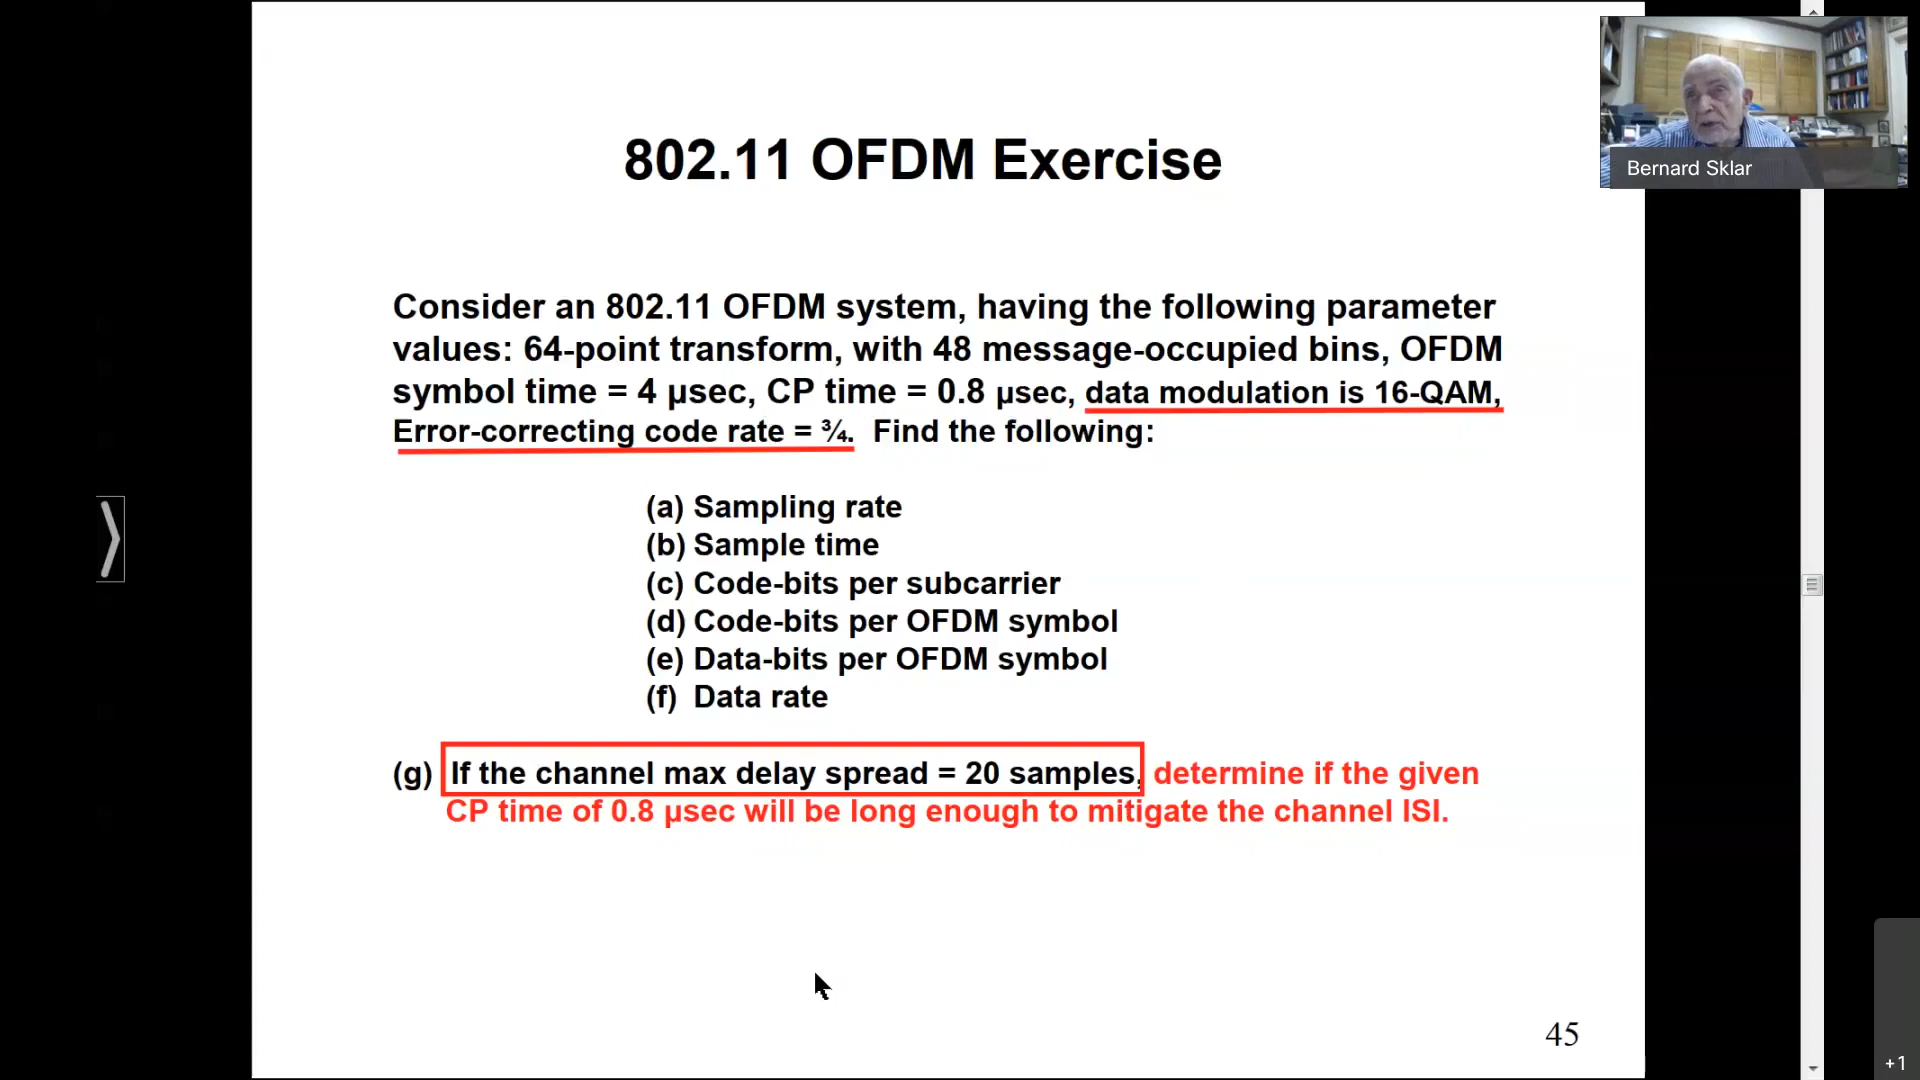 802.11 OFDM Exercise
Bernard Sklar
Consider an 802.11 OFDM system, having the following parameter
values: 64-point transform, with 48 message-occupied bins, OFDM
symbol time = 4 μsec, CP time = 0.8 μsec, data modulation is 16-QAM,
Error-correcting code rate = ¾. Find the following:
(a) Sampling rate
(b) Sample time
(c) Code-bits per subcarrier
(d) Code-bits per OFDM symbol
(e) Data-bits per OFDM symbol
(f) Data rate
(g) If the channel max delay spread = 20 samples, determine if the given
CP time of 0.8 μsec will be long enough to mitigate the channel ISI.
45
+1